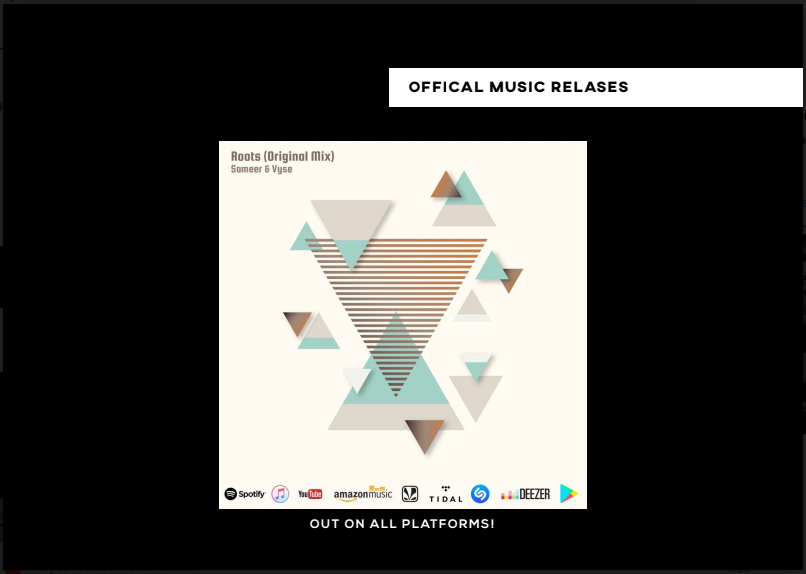 OFFICAL MUSIC RELASES
Roots (Original Mix)
Sameer & Vyse
Spotify YouTube amazonmusic TIDAL DEEZER
OUT ON ALL PLATFORMS!